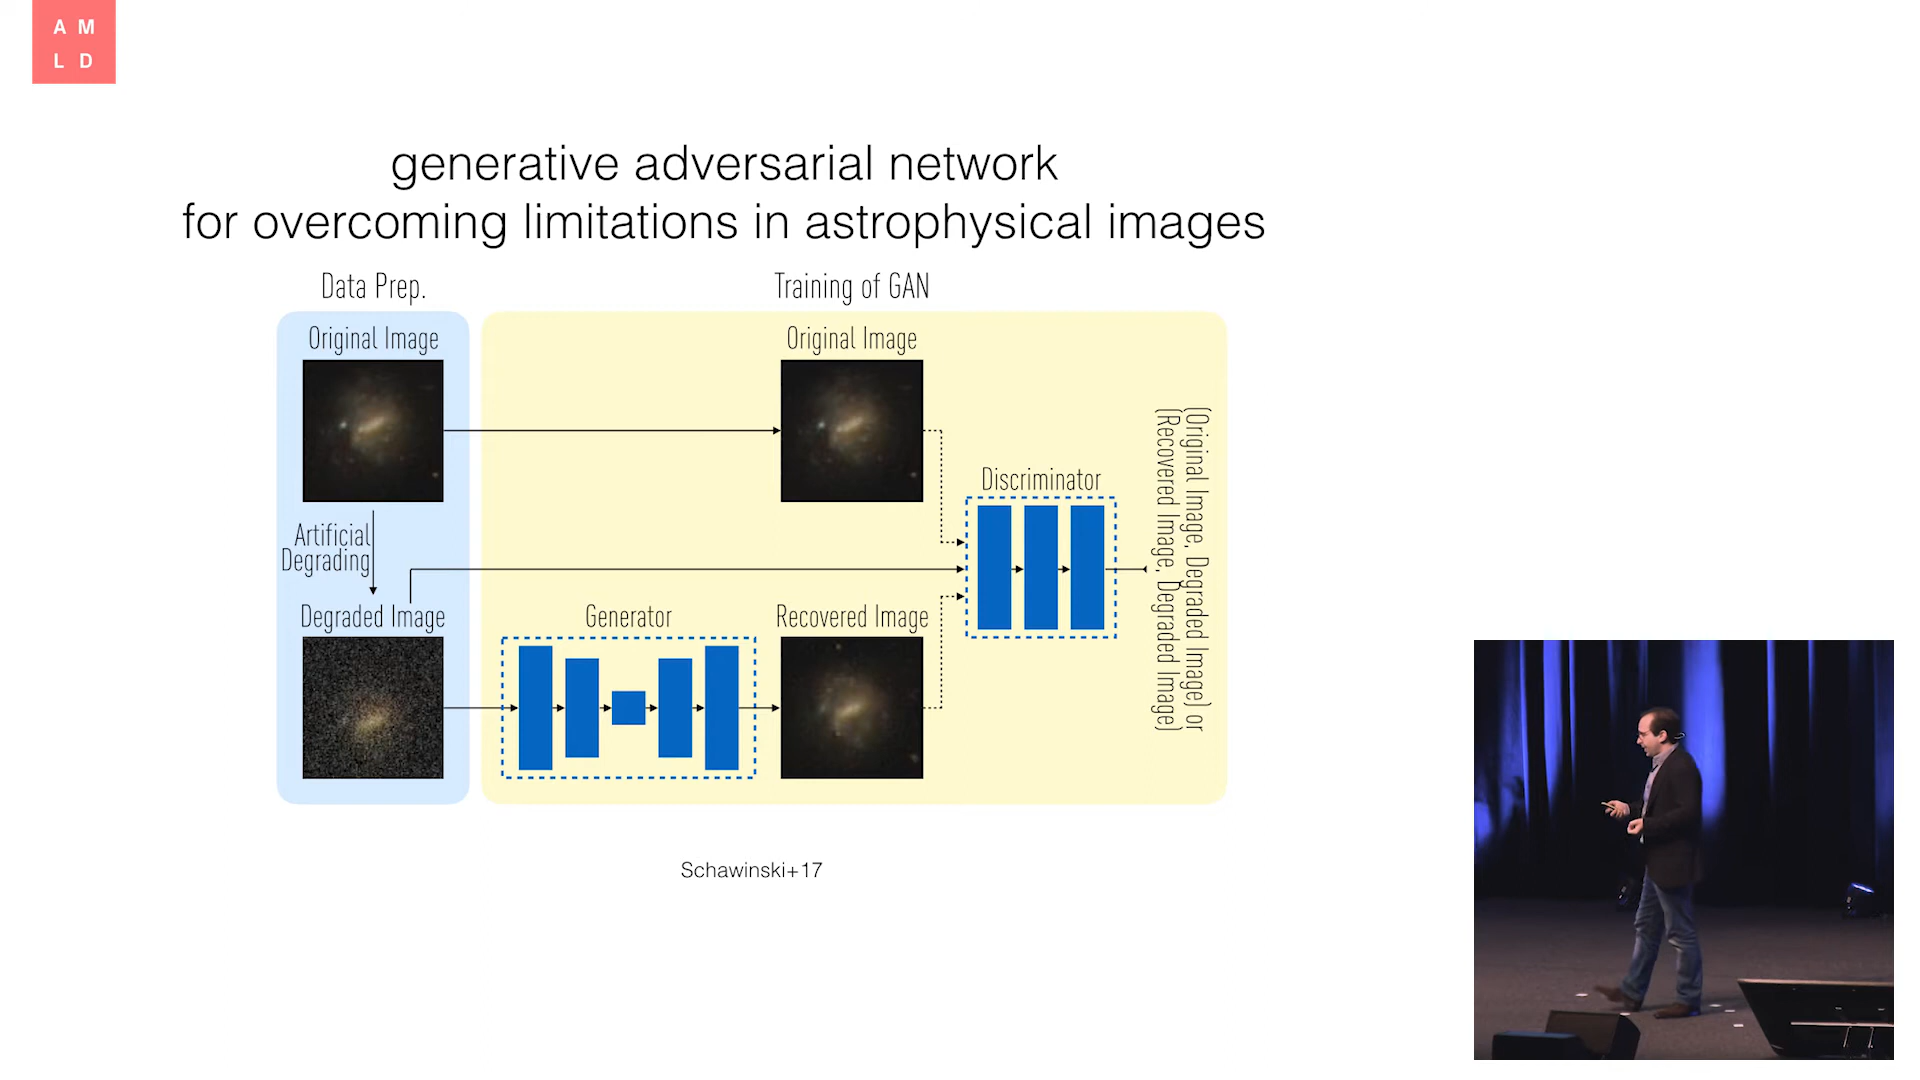 A M
L D
generative adversarial network
for overcoming limitations in astrophysical images
Data Prep.
Training of GAN
Original Image
Original Image
Artificial
Degrading
Discriminator
Degraded Image
Generator
Recovered Image
(Original Image, Degraded Image) or
(Recovered Image, Degraded Image)
Schawinski+17